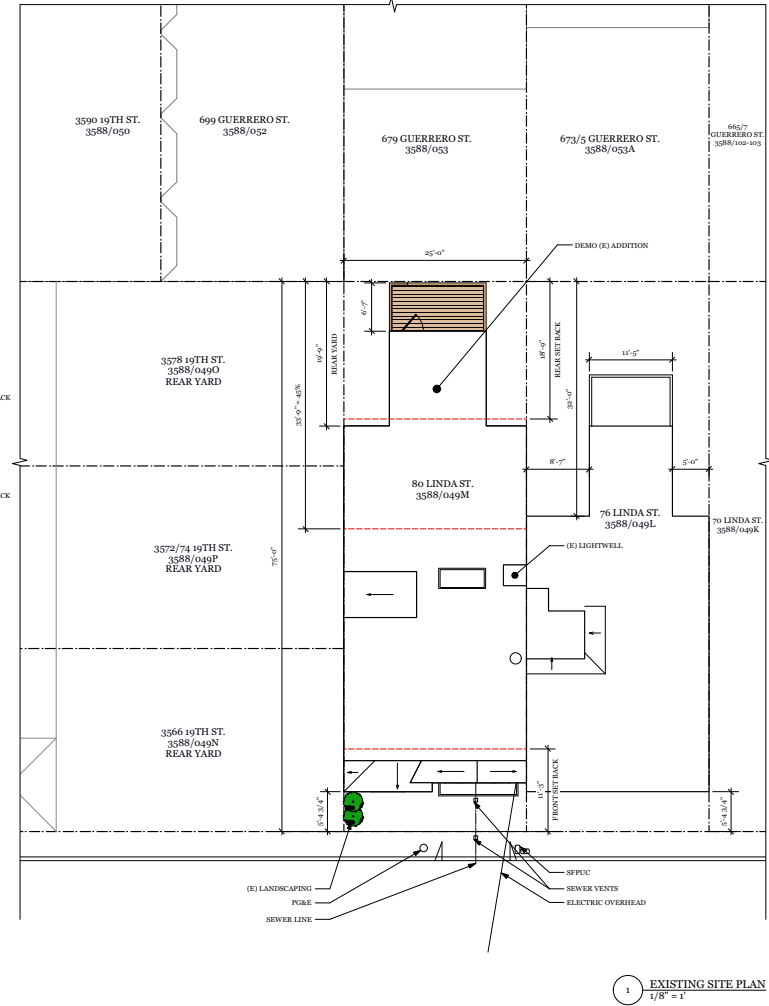 3590 19TH ST.
3588/050
699 GUERRERO ST.
3588/052
679 GUERRERO ST.
3588/053
673/5 GUERRERO ST.
3588/053A
665/7
GUERRERO ST.
3588/102-103
DEMO (E) ADDITION
25'-0"
6'-7"
19'-9"
REAR YARD
33'-9" = 45%
18'-9"
REAR SET BACK
32'-0"
11'-5"
3578 19TH ST.
3588/049O
REAR YARD
ACK
8'-7"
5'-0"
80 LINDA ST.
3588/049M
76 LINDA ST.
3588/049L
70 LINDA ST.
3588/049K
ACK
(E) LIGHTWELL
3572/74 19TH ST.
3588/049P
REAR YARD
75'-0"
3566 19TH ST.
3588/049N
REAR YARD
11'-3"
FRONT SET BACK
5'-4 3/4"
5'-4 3/4"
(E) LANDSCAPING
PG&E
SEWER LINE
SFPUC
SEWER VENTS
ELECTRIC OVERHEAD
1
EXISTING SITE PLAN
1/8" = 1'